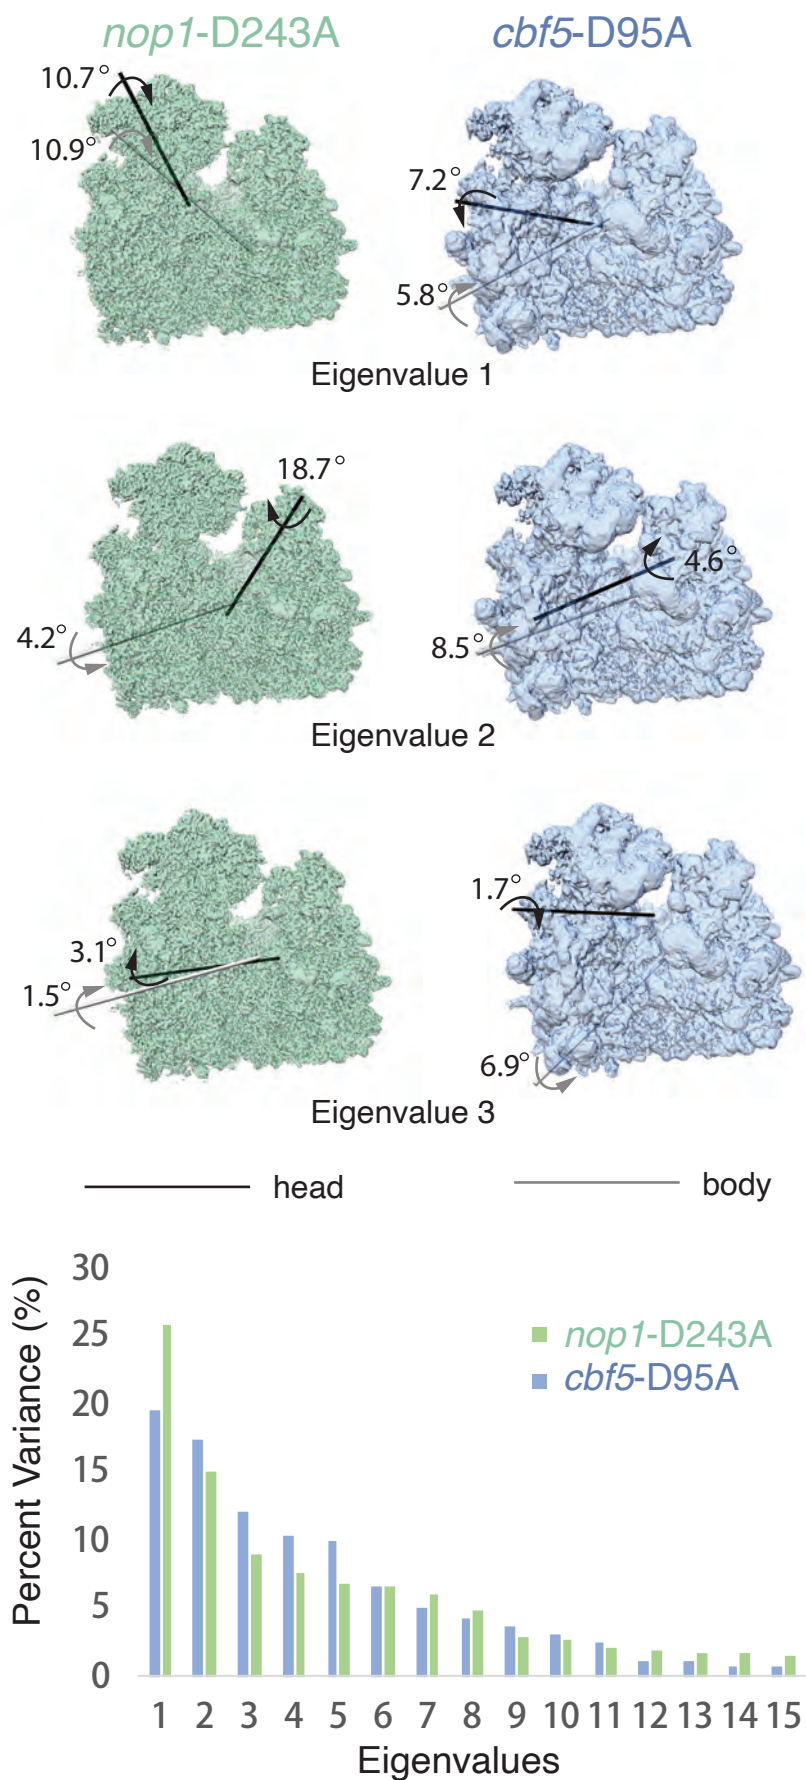 nop1-D243A cbf5-D95A
10.7°
10.9°
7.2°
5.8°
Eigenvalue 1
18.7°
4.2°
4.6°
8.5°
Eigenvalue 2
3.1°
1.5°
1.7°
6.9°
Eigenvalue 3
head body
Percent Variance (%)
30
25
20
15
10
5
0
nop1-D243A
cbf5-D95A
1 2 3 4 5 6 7 8 9 10 11 12 13 14 15
Eigenvalues